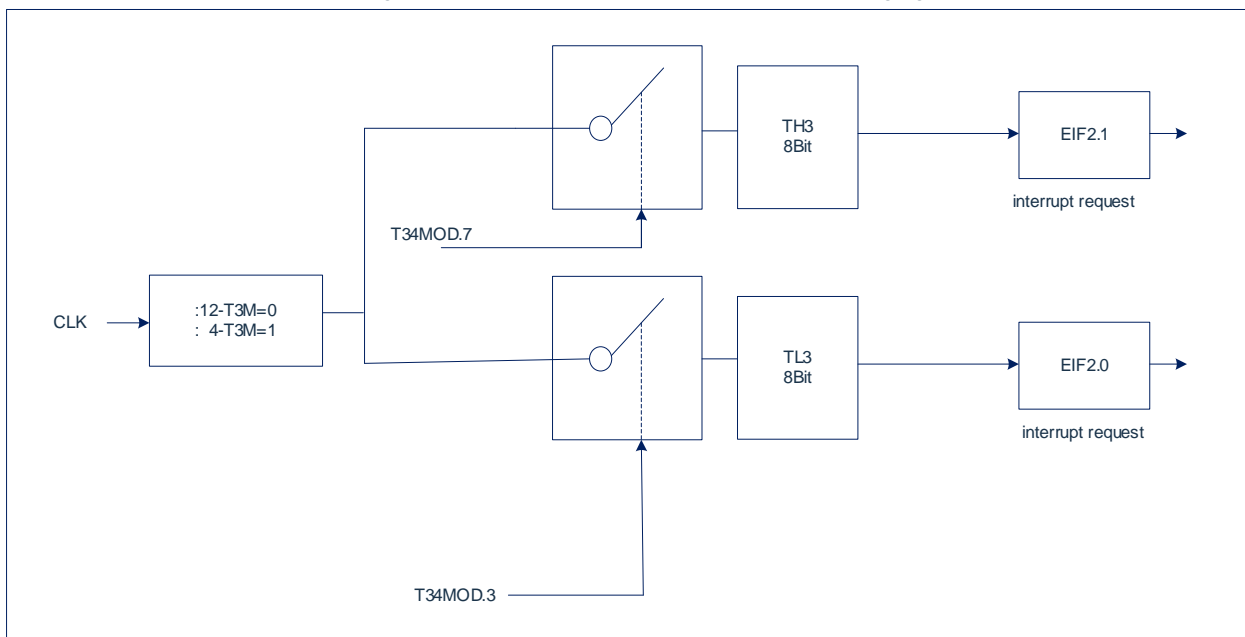 TH3
8Bit
EIF2.1
interrupt request
T34MOD.7
CLK
:12-T3M=0
: 4-T3M=1
TL3
8Bit
EIF2.0
interrupt request
T34MOD.3